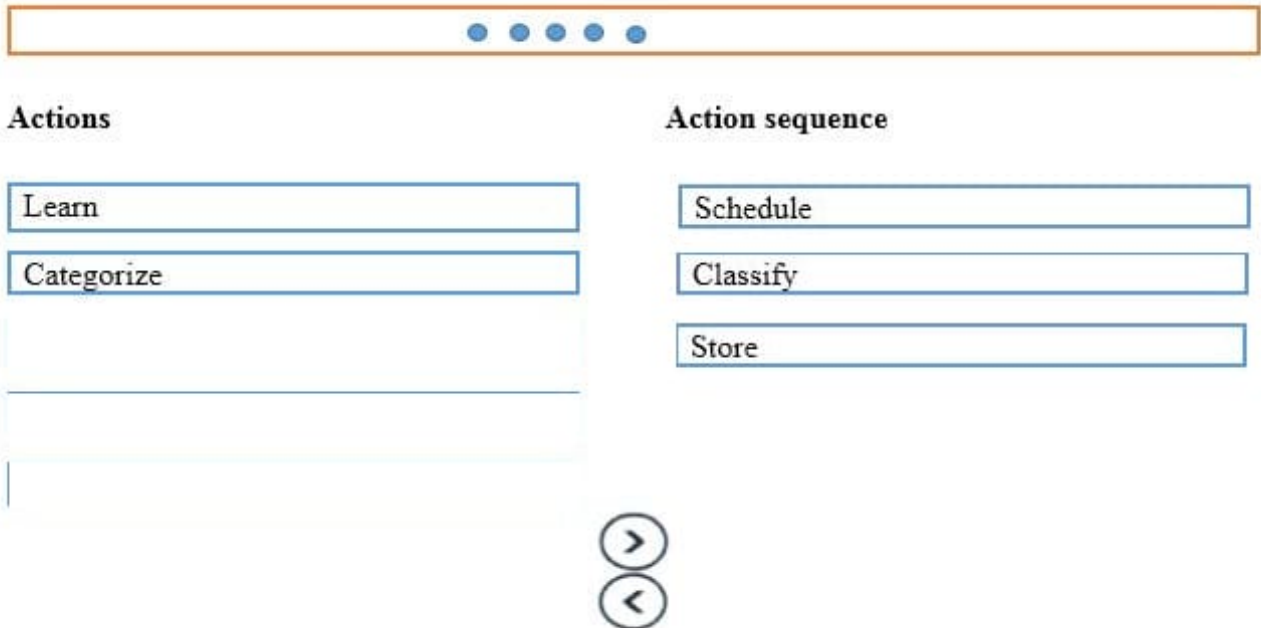 Actions
Learn
Categorize
Action sequence
Schedule
Classify
Store